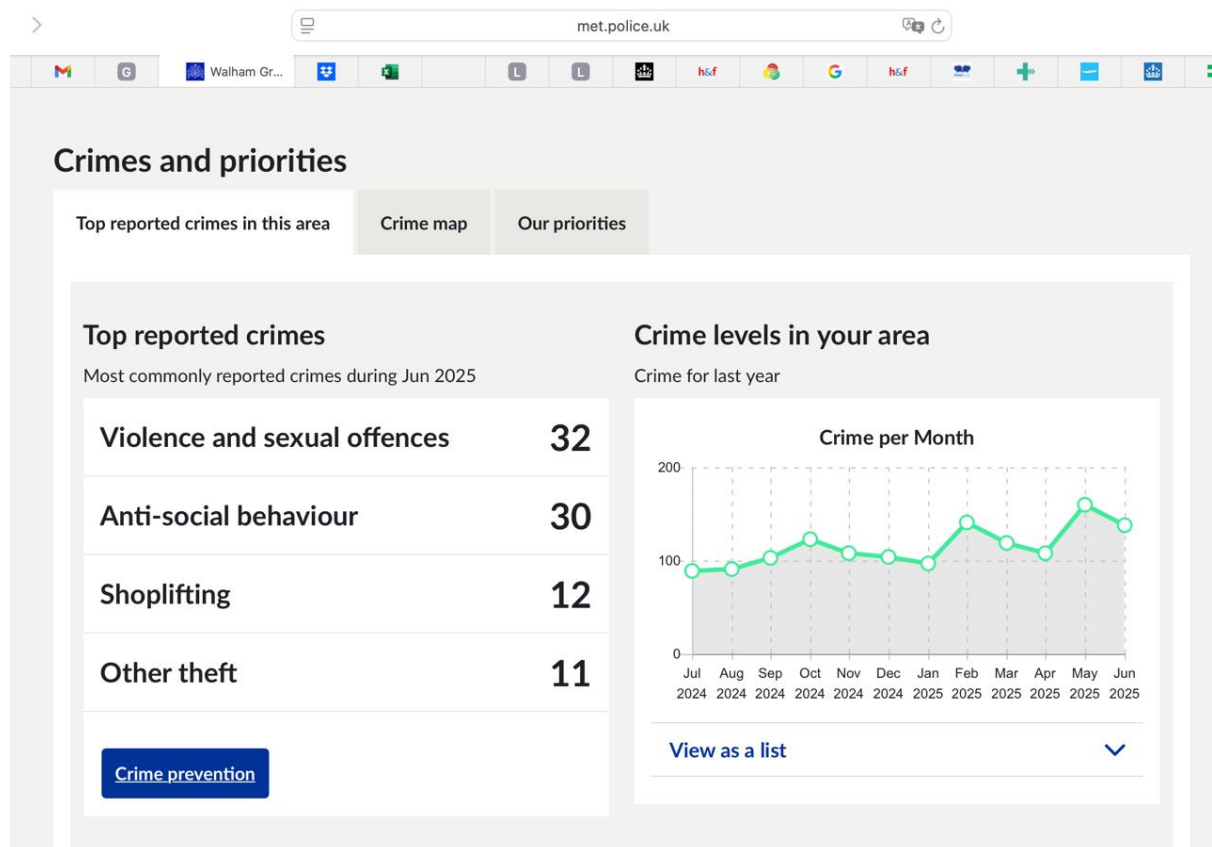 met.police.uk
G
Walham Gr...
L
L
h&f
G
h&f
Crimes and priorities
Top reported crimes in this area
Crime map
Our priorities
Top reported crimes
Most commonly reported crimes during Jun 2025
Violence and sexual offences 32
Anti-social behaviour 30
Shoplifting 12
Other theft 11
Crime prevention
Crime levels in your area
Crime for last year
Crime per Month
200
100
0
Jul Aug Sep Oct Nov Dec Jan Feb Mar Apr May Jun
2024 2024 2024 2024 2024 2024 2025 2025 2025 2025 2025 2025
View as a list